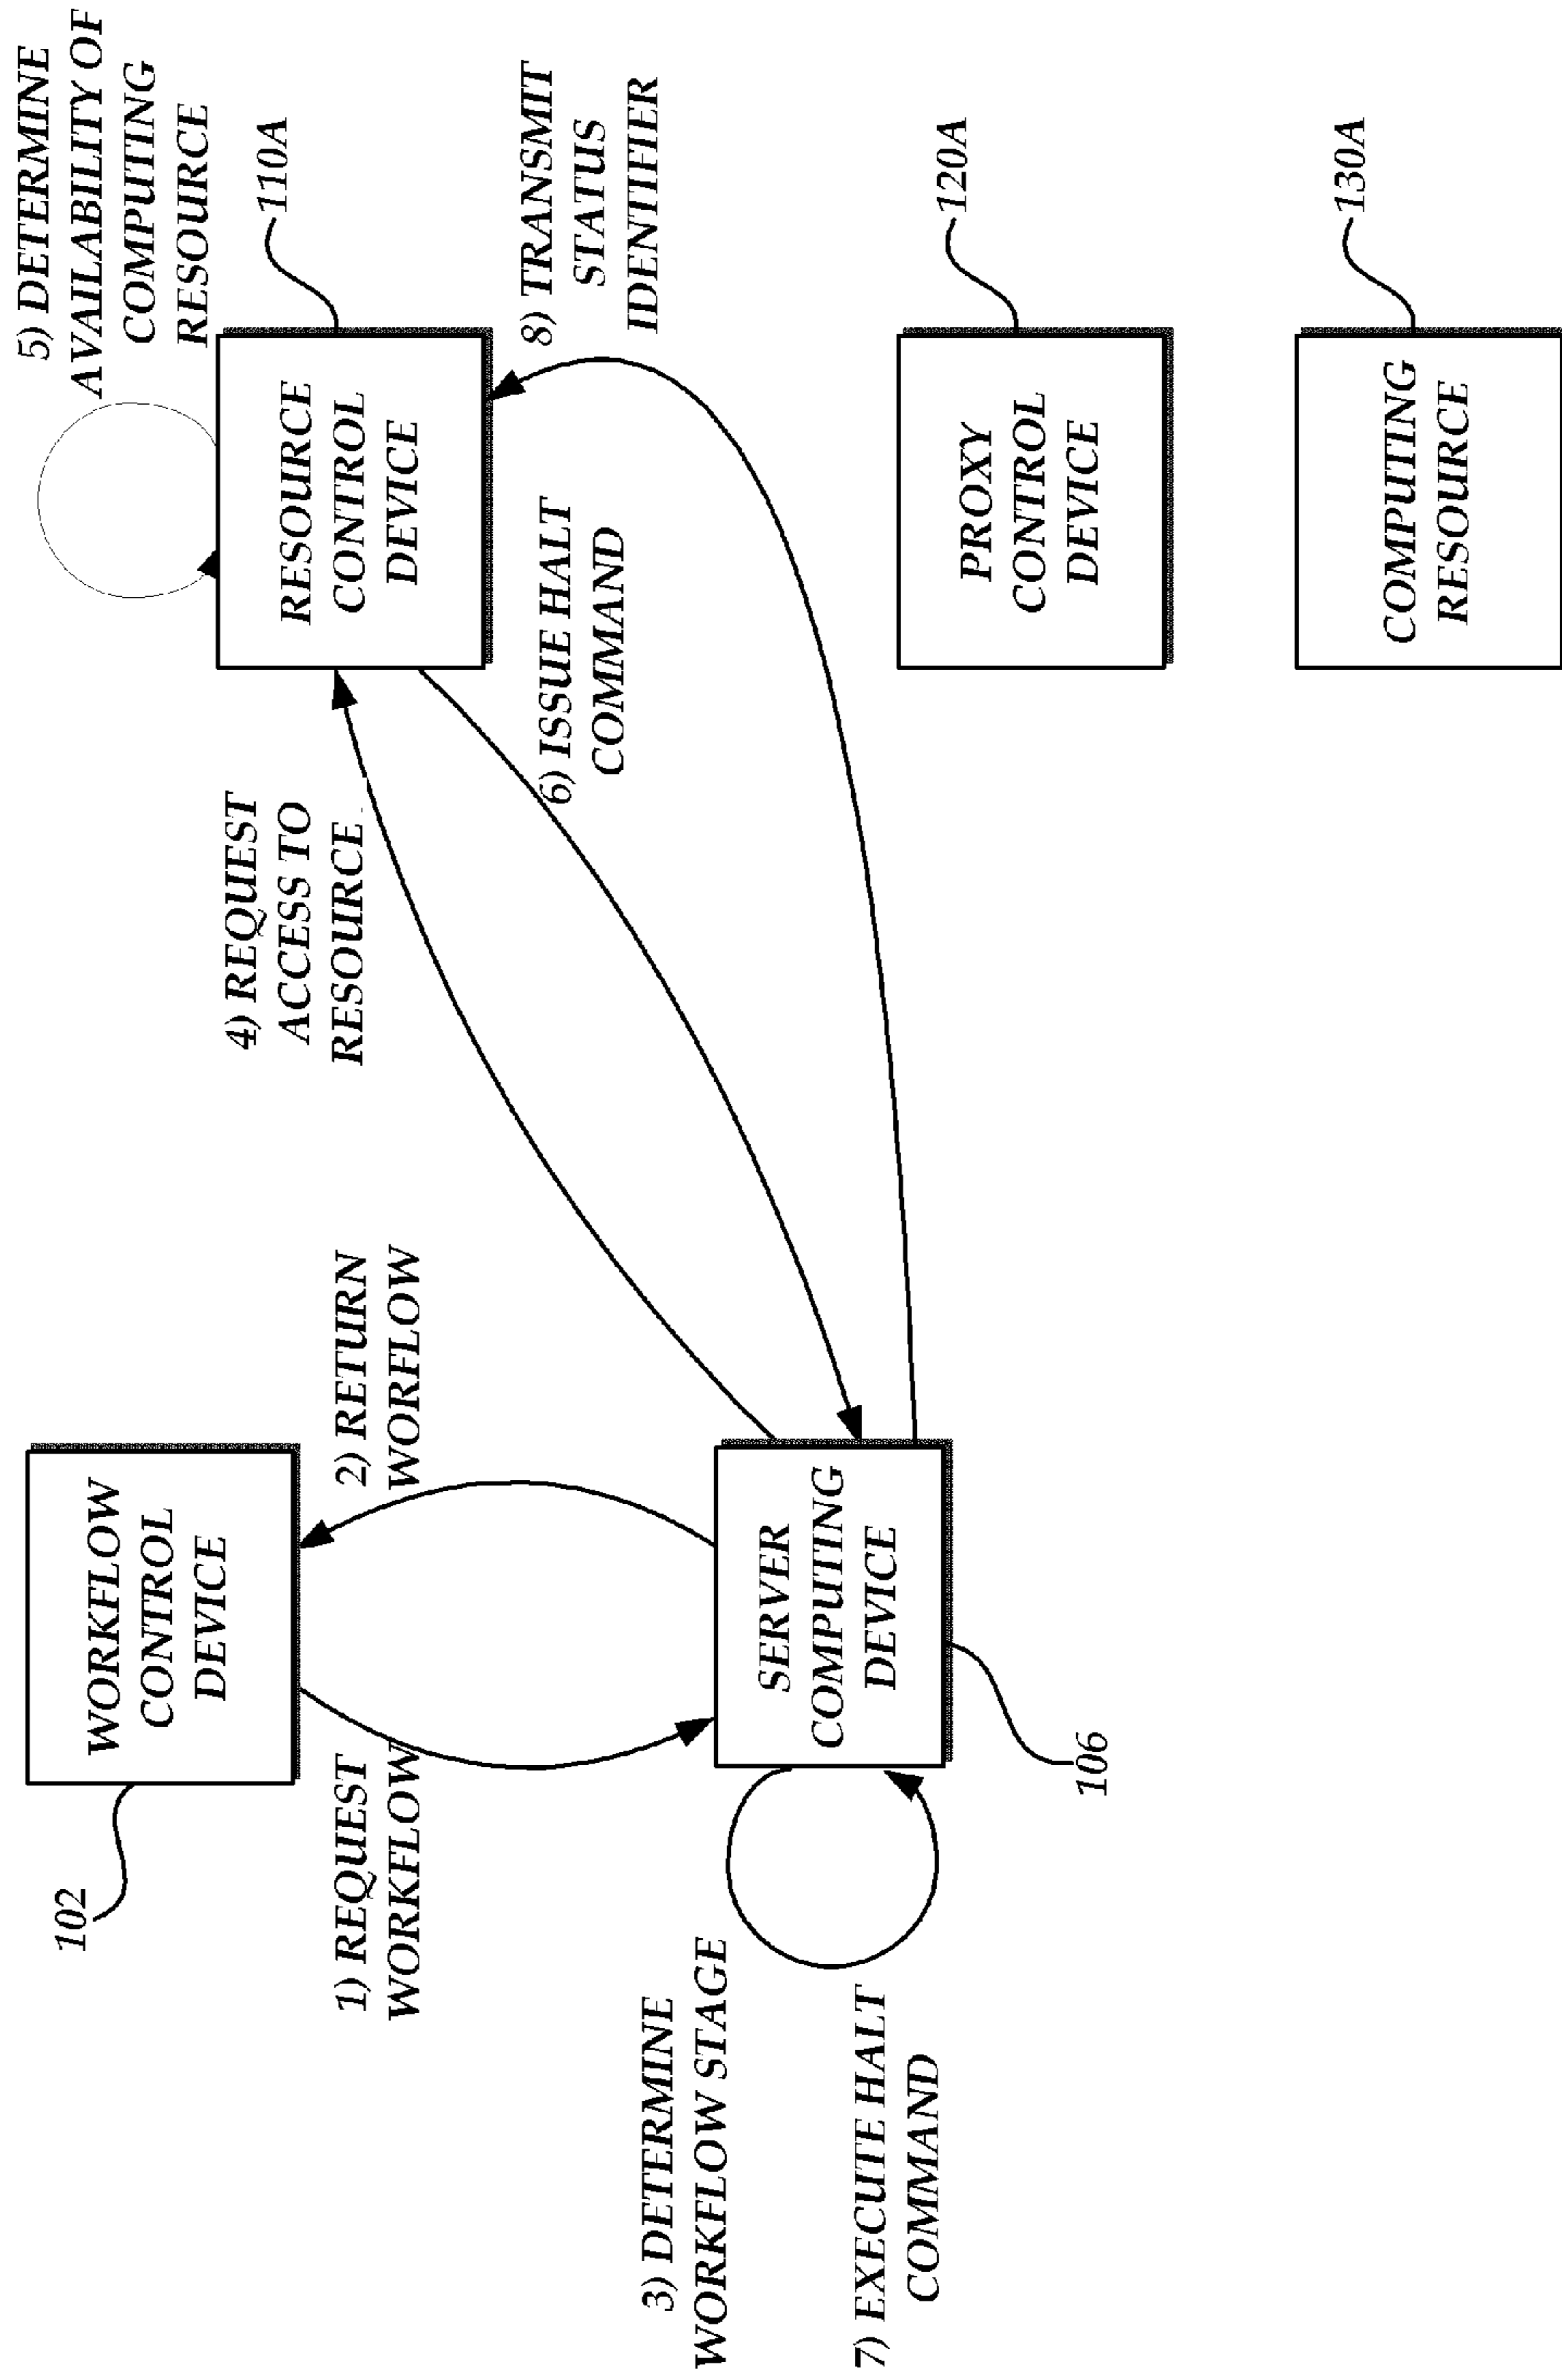 102
WORKFLOW
CONTROL
DEVICE
1) REQUEST
WORKFLOW
2) RETURN
WORFLOW
3) DETERMINE
WORKFLOW STAGE
7) EXECUTE HALT
COMMAND
SERVER
COMPUTING
DEVICE
106
4) REQUEST
ACCESS TO
RESOURCE
5) DETERMINE
AVAILABILITY OF
COMPUTING
RESOURCE
RESOURCE
CONTROL
DEVICE
110A
6) ISSUE HALT
COMMAND
8) TRANSMIT
STATUS
IDENTIFIER
PROXY
CONTROL
DEVICE
120A
COMPUTING
RESOURCE
130A